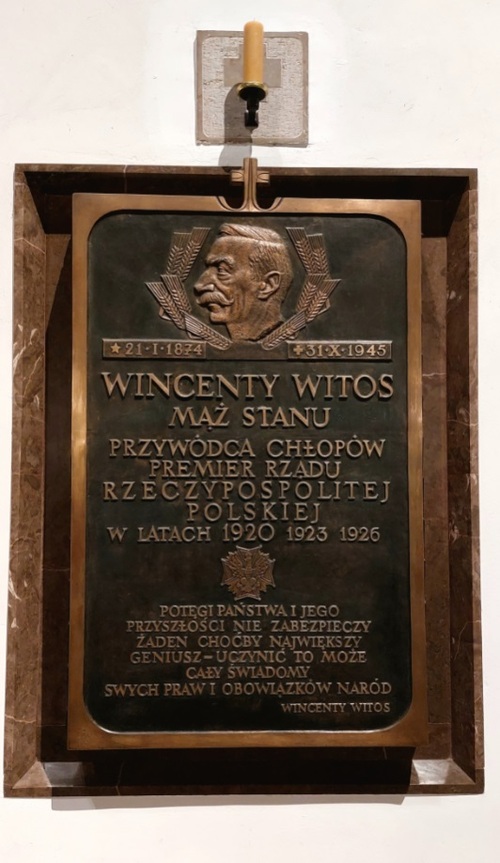 ★21·I·1874
✚31·X·1945
WINCENTY WITOS
MĄŻ STANU
PRZYWÓDCA CHŁOPÓW
PREMIER RZĄDU
RZECZYPOSPOLITEJ
POLSKIEJ
W LATACH 1920 1923 1926
POTĘGI PAŃSTWA I JEGO
PRZYSZŁOŚCI NIE ZABEZPIECZY
ŻADEN CHOĆBY NAJWIĘKSZY
GENIUSZ – UCZYNIĆ TO MOŻE
CAŁY ŚWIADOMY
SWYCH PRAW I OBOWIĄZKÓW NARÓD
WINCENTY WITOS